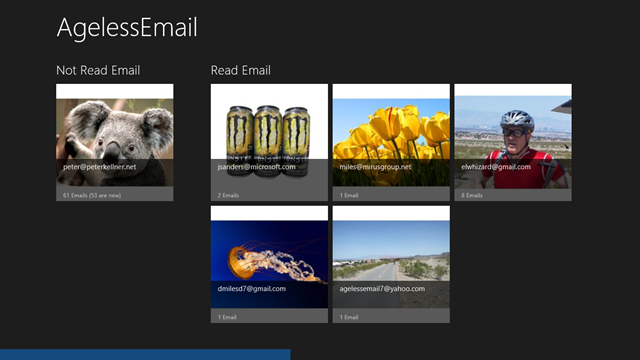 AgelessEmail
Not Read Email
Read Email
peter@peterkellner.net
61 Emails (53 are new)
jsanders@microsoft.com
2 Emails
miles@mirusgroup.net
1 Email
elwhizard@gmail.com
8 Emails
dmilesd7@gmail.com
1 Email
agelessemail7@yahoo.com
1 Email